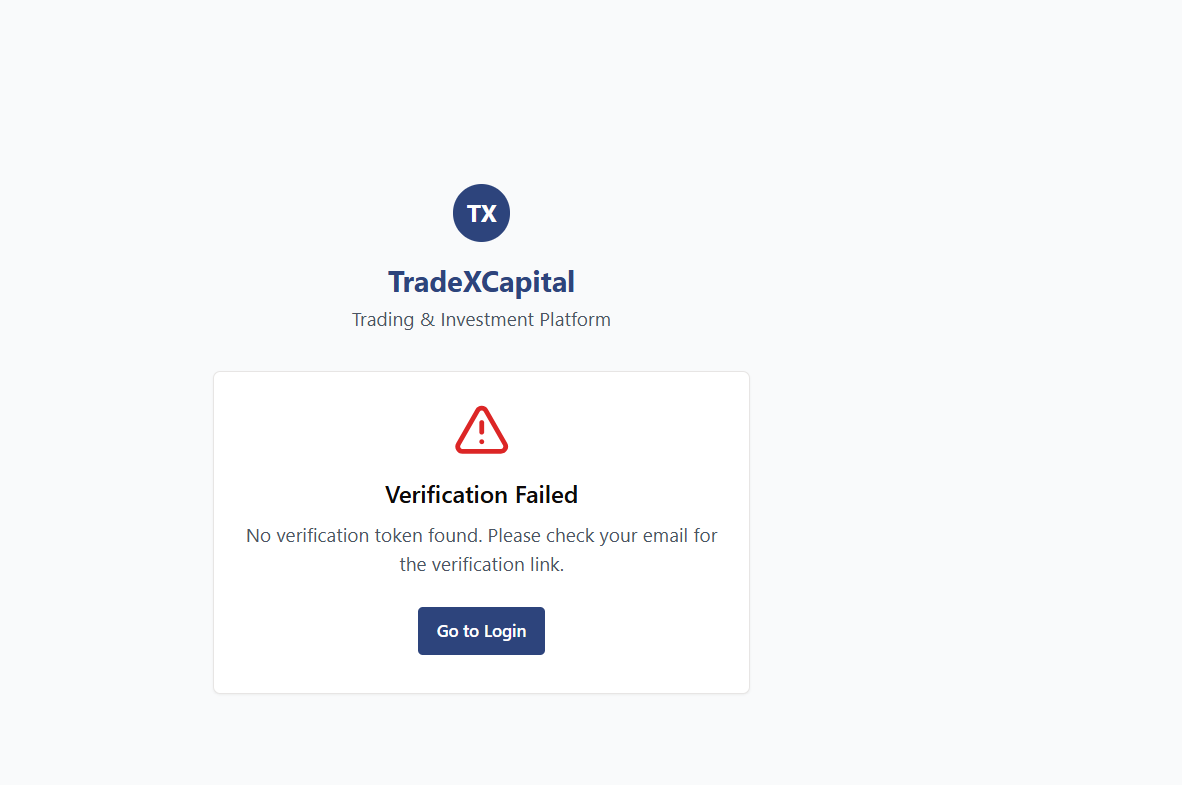 TX
TradeXCapital
Trading & Investment Platform
Verification Failed
No verification token found. Please check your email for
the verification link.
Go to Login